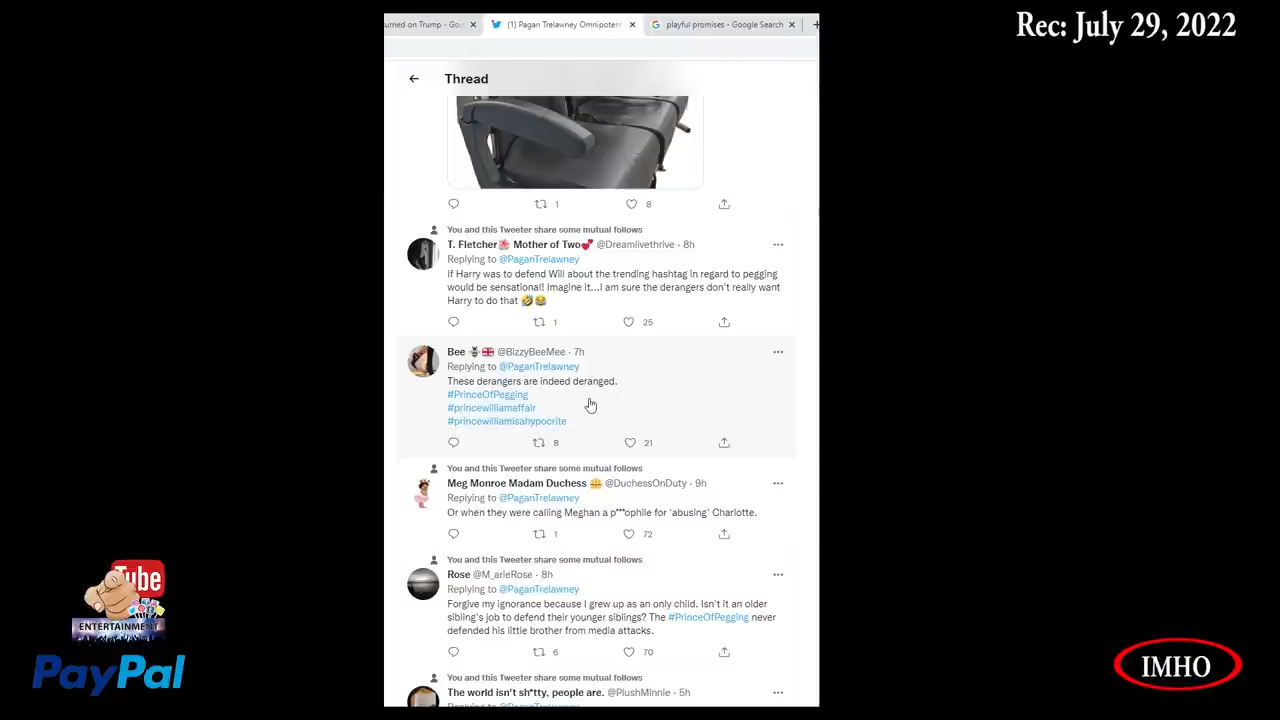 Rec: July 29, 2022
urned on Trump - Goo
(1) Pagan Trelawney Omnipotent
playful promises - Google Search
Thread
1
8
You and this Tweeter share some mutual follows
T. Fletcher🌺 Mother of Two💕 @Dreamlivethrive · 8h
Replying to @PaganTrelawney
If Harry was to defend Will about the trending hashtag in regard to pegging
would be sensational! Imagine it...I am sure the derangers don't really want
Harry to do that 🤣😂
1
25
Bee 🐝🇬🇧 @BizzyBeeMee · 7h
Replying to @PaganTrelawney
These derangers are indeed deranged.
#PrinceOfPegging
#princewilliamaffair
#princewilliamisahypocrite
8
21
You and this Tweeter share some mutual follows
Meg Monroe Madam Duchess 👑 @DuchessOnDuty · 9h
Replying to @PaganTrelawney
Or when they were calling Meghan a p***ophile for 'abusing' Charlotte.
1
72
You and this Tweeter share some mutual follows
Rose @M_arieRose · 8h
Replying to @PaganTrelawney
Forgive my ignorance because I grew up as an only child. Isn't it an older
sibling's job to defend their younger siblings? The #PrinceOfPegging never
defended his little brother from media attacks.
6
70
You and this Tweeter share some mutual follows
The world isn't sh*tty, people are. @PlushMinnie · 5h
Replying to @PaganTrelawney
Tube
ENTERTAINMENT
PayPal
IMHO